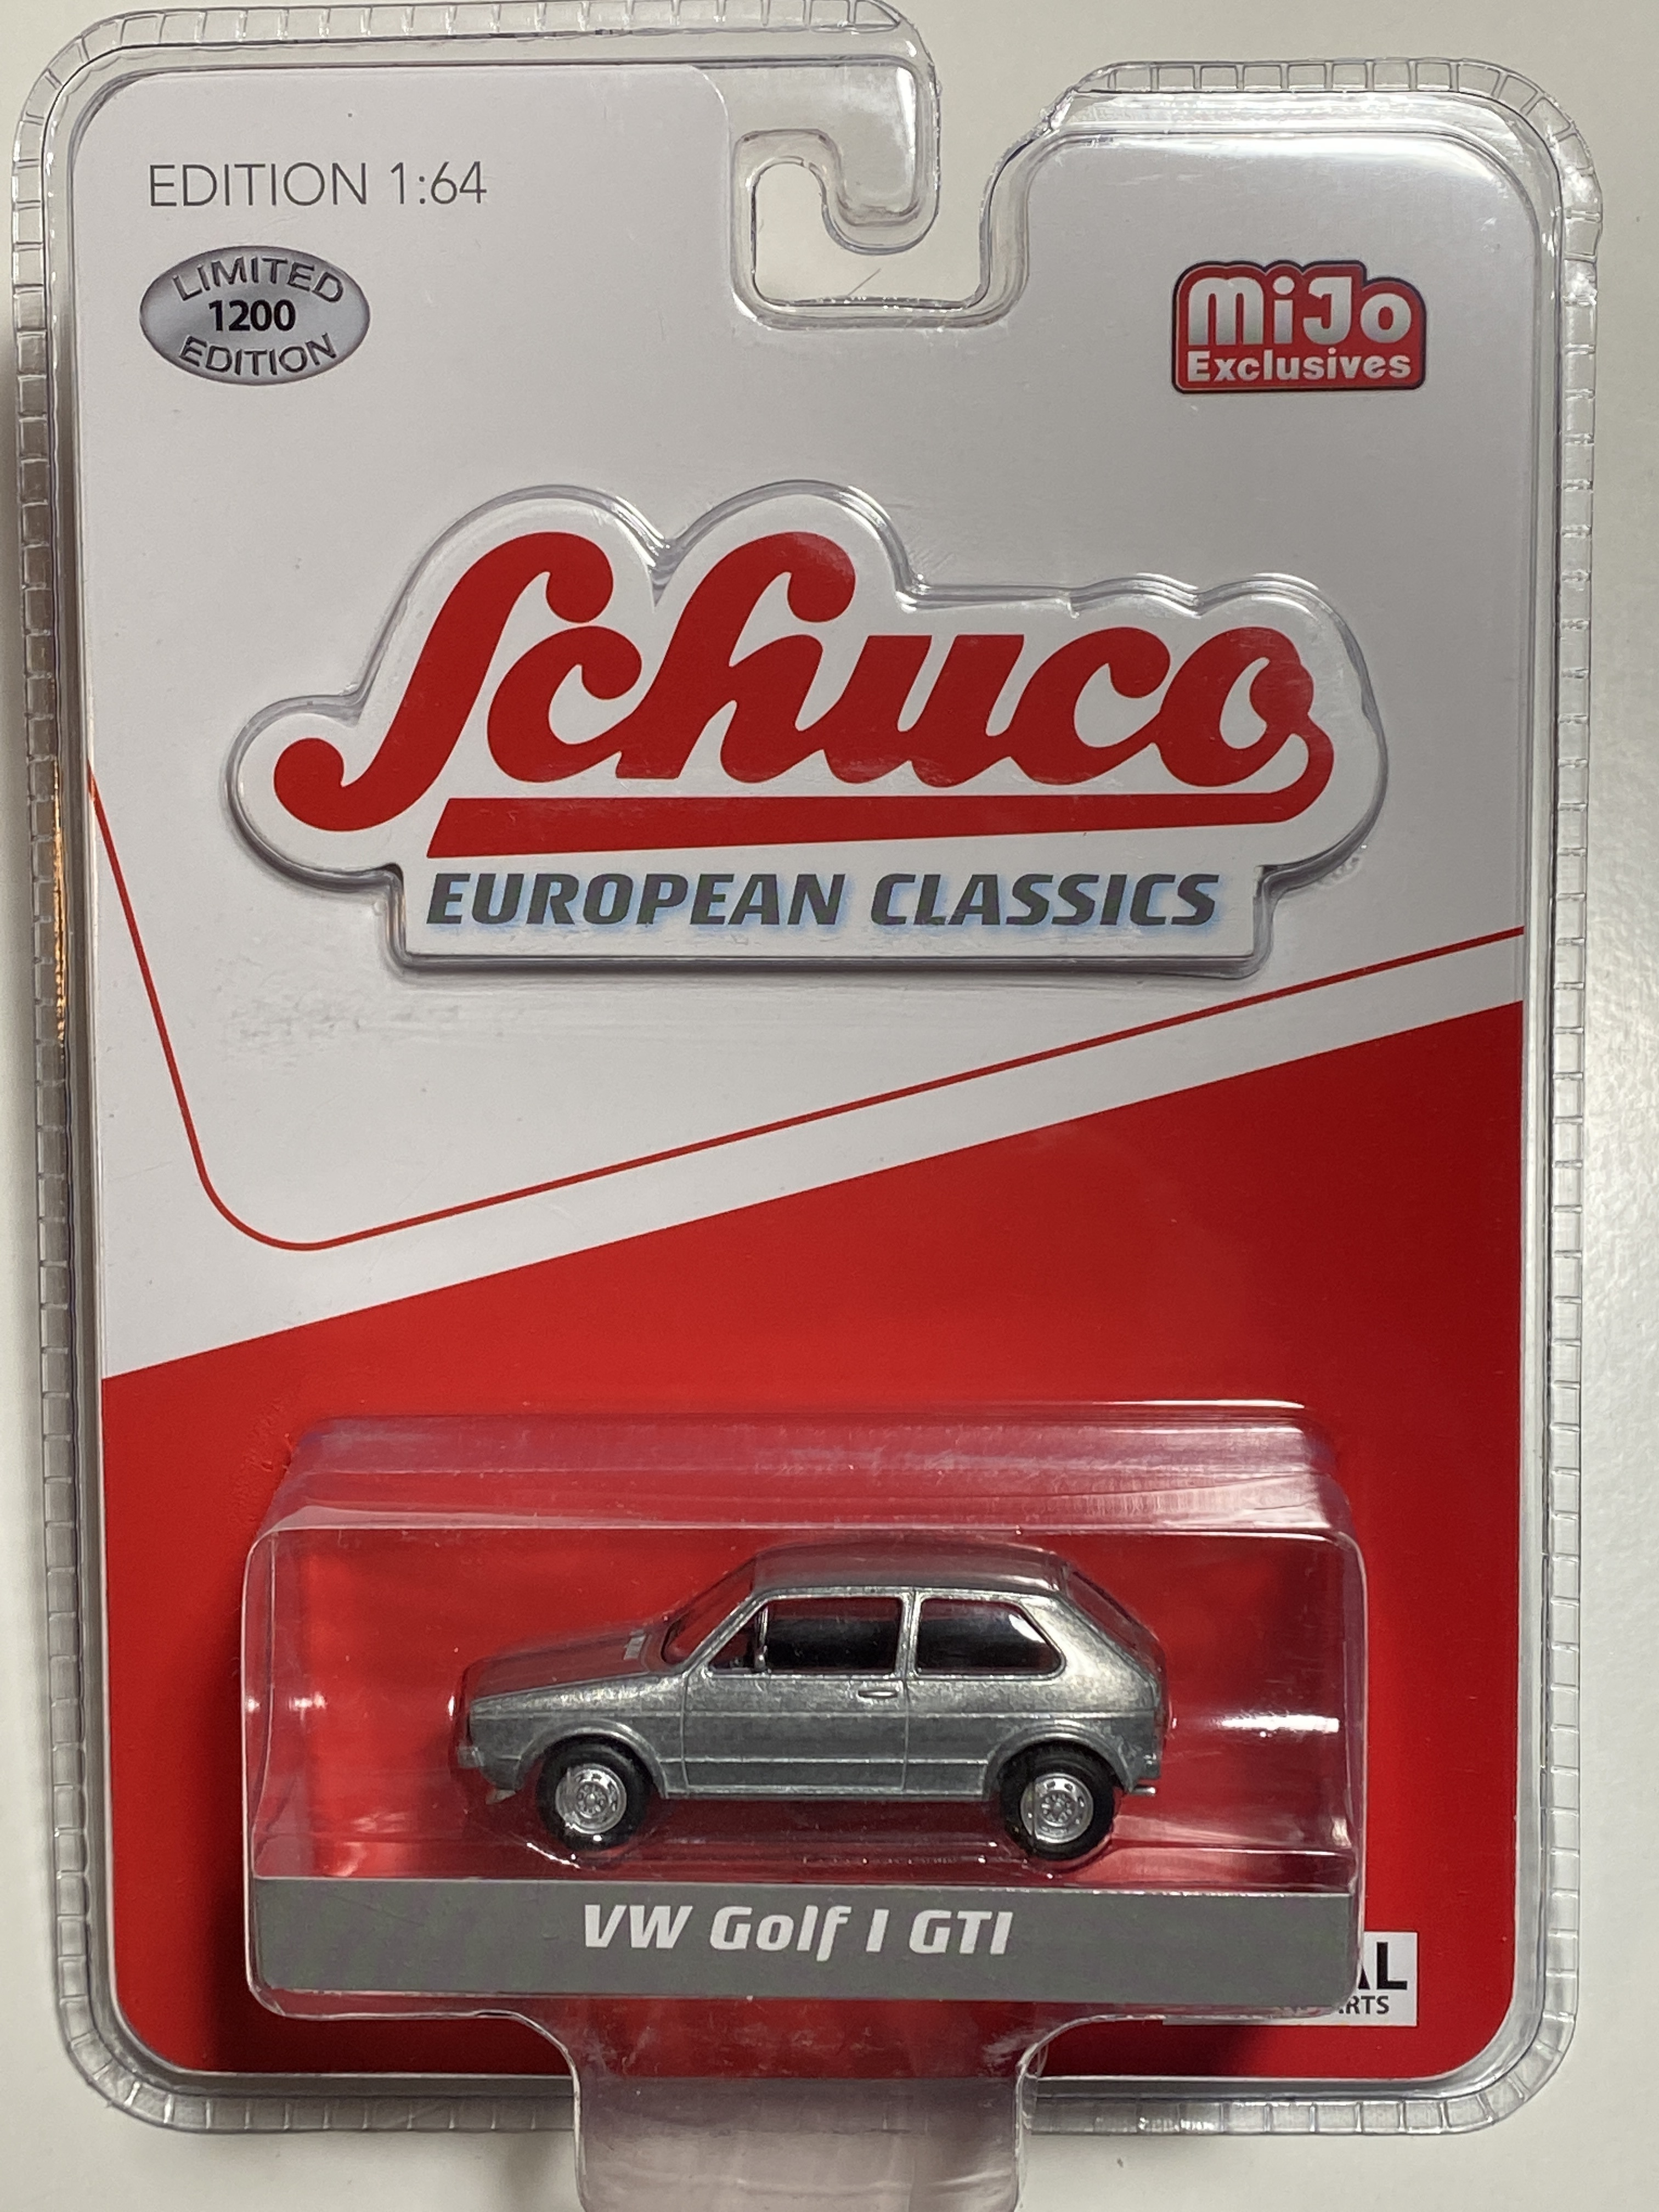 EDITION 1:64
LIMITED
1200
EDITION
MiJo
Exclusives
Schuco
EUROPEAN CLASSICS
VW Golf I GTI